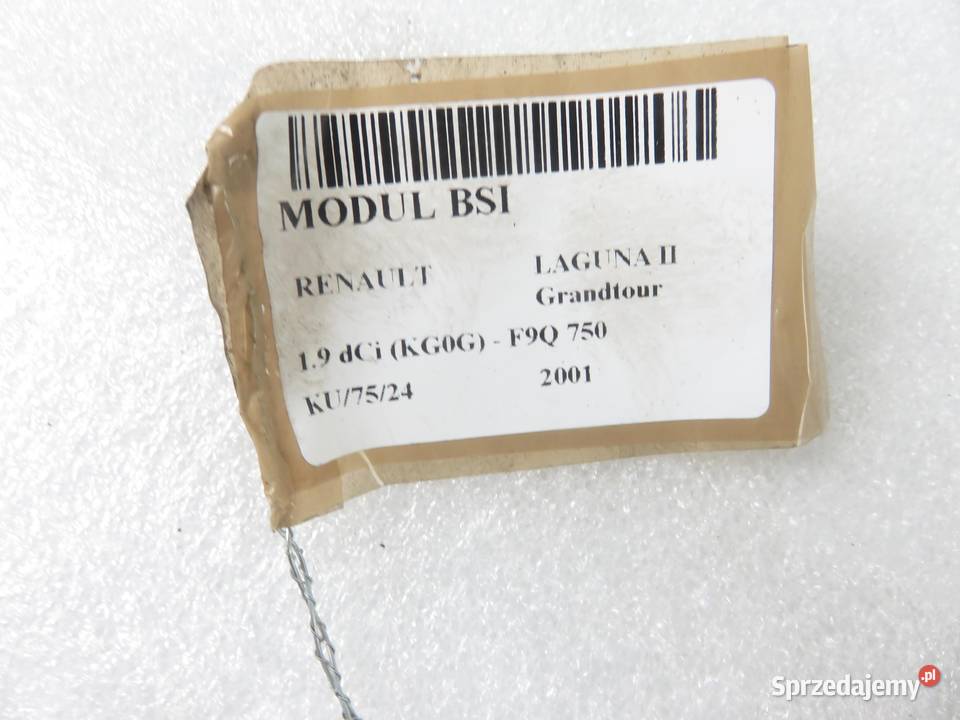 MODUL BSI
RENAULT LAGUNA II
Grandtour
1.9 dCi (KG0G) - F9Q 750
KU/75/24 2001
Sprzedajemy.pl